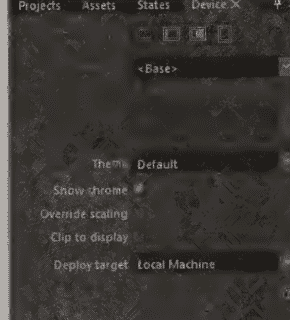 Projects Assets States Device
<Base>
Theme Default
Show chrome
Override scaling
Clip to display
Deploy target Local Machine